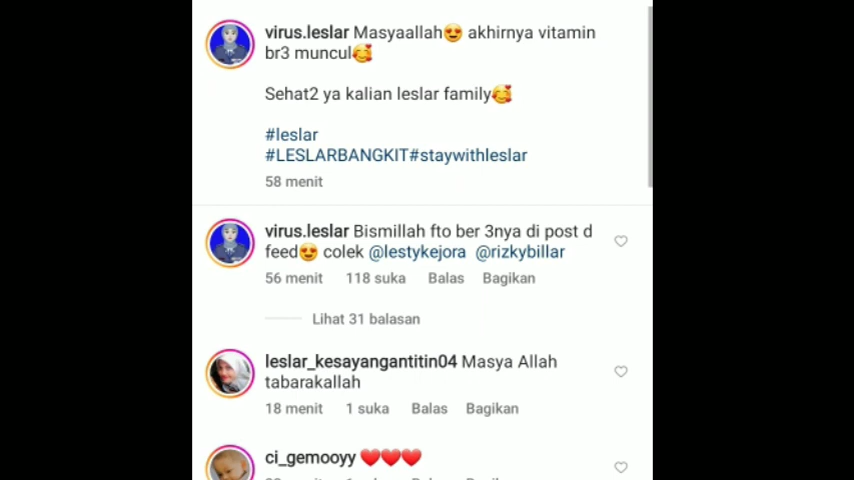 virus.leslar Masyaallah😍 akhirnya vitamin
br3 muncul🥰
Sehat2 ya kalian leslar family🥰
#leslar
#LESLARBANGKIT#staywithleslar
58 menit
virus.leslar Bismillah fto ber 3nya di post d
feed😍 colek @lestykejora @rizkybillar
56 menit 118 suka Balas Bagikan
Lihat 31 balasan
leslar_kesayangantitin04 Masya Allah
tabarakallah
18 menit 1 suka Balas Bagikan
ci_gemooyy ❤️❤️❤️